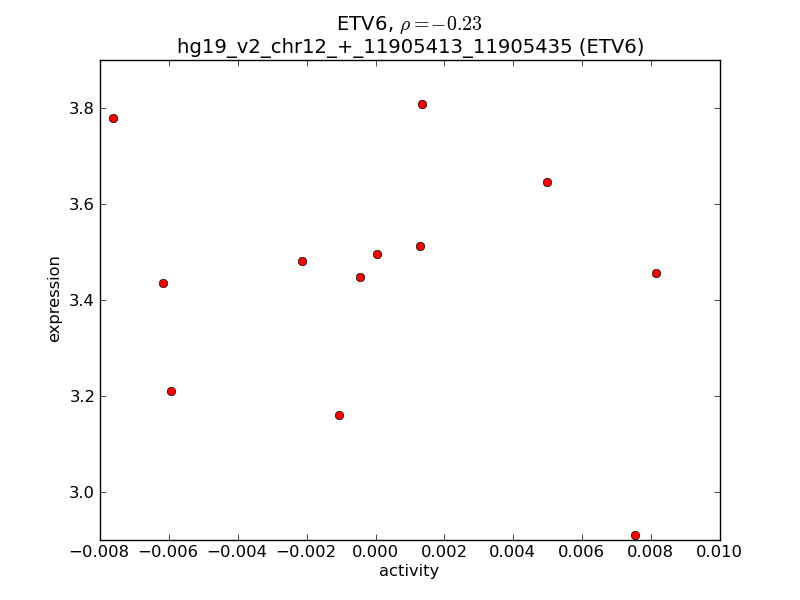 ETV6, ρ=−0.23
hg19_v2_chr12_+_11905413_11905435 (ETV6)
3.8
3.6
3.4
3.2
3.0
expression
−0.008 −0.006 −0.004 −0.002 0.000 0.002 0.004 0.006 0.008 0.010
activity